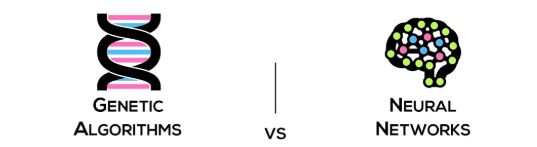 GENETIC
ALGORITHMS
VS
NEURAL
NETWORKS